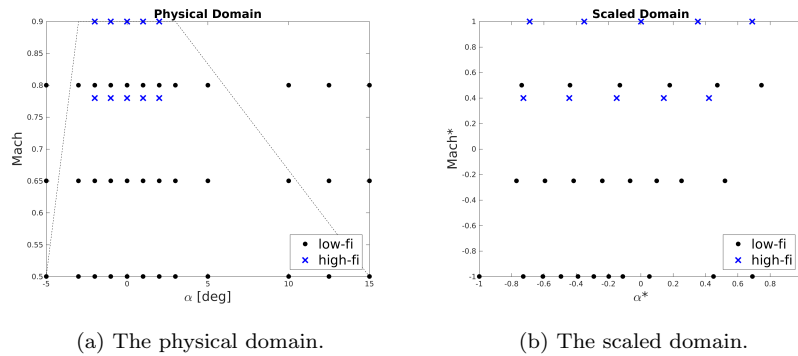 Physical Domain
0.9
0.85
0.8
0.75
0.7
0.65
0.6
0.55
0.5
Mach
-5
0
5
10
15
α [deg]
low-fi
high-fi
(a) The physical domain.
Scaled Domain
1
0.8
0.6
0.4
0.2
0
-0.2
-0.4
-0.6
-0.8
-1
Mach*
-1
-0.8
-0.6
-0.4
-0.2
0
0.2
0.4
0.6
0.8
α*
low-fi
high-fi
(b) The scaled domain.